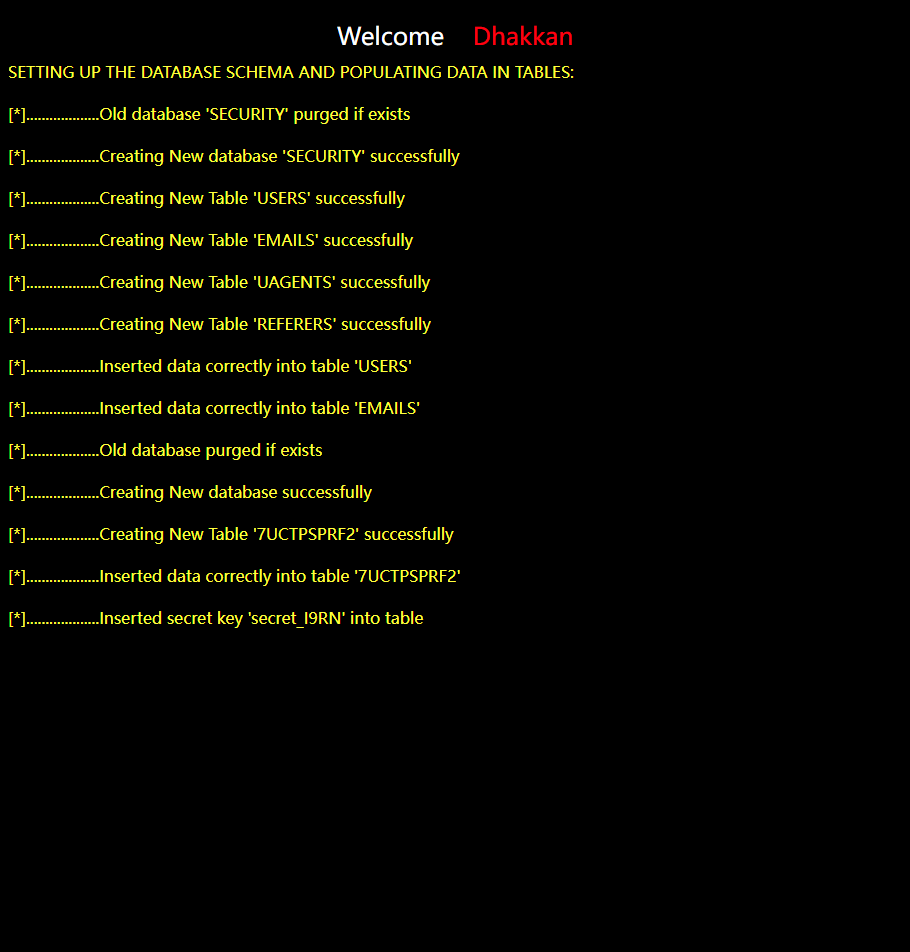 Welcome Dhakkan
SETTING UP THE DATABASE SCHEMA AND POPULATING DATA IN TABLES:
[*]...................Old database 'SECURITY' purged if exists
[*]...................Creating New database 'SECURITY' successfully
[*]...................Creating New Table 'USERS' successfully
[*]...................Creating New Table 'EMAILS' successfully
[*]...................Creating New Table 'UAGENTS' successfully
[*]...................Creating New Table 'REFERERS' successfully
[*]...................Inserted data correctly into table 'USERS'
[*]...................Inserted data correctly into table 'EMAILS'
[*]...................Old database purged if exists
[*]...................Creating New database successfully
[*]...................Creating New Table '7UCTPSPRF2' successfully
[*]...................Inserted data correctly into table '7UCTPSPRF2'
[*]...................Inserted secret key 'secret_I9RN' into table